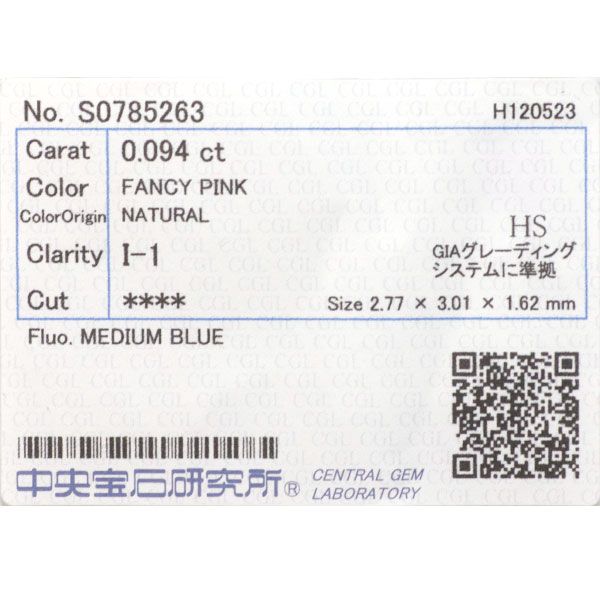 No. S0785263 H120523
Carat 0.094 ct
Color FANCY PINK
ColorOrigin NATURAL
HS
Clarity I-1
GIAグレーディング
システムに準拠
Cut **** Size 2.77 × 3.01 × 1.62 mm
Fluo. MEDIUM BLUE
中央宝石研究所® CENTRAL GEM
LABORATORY